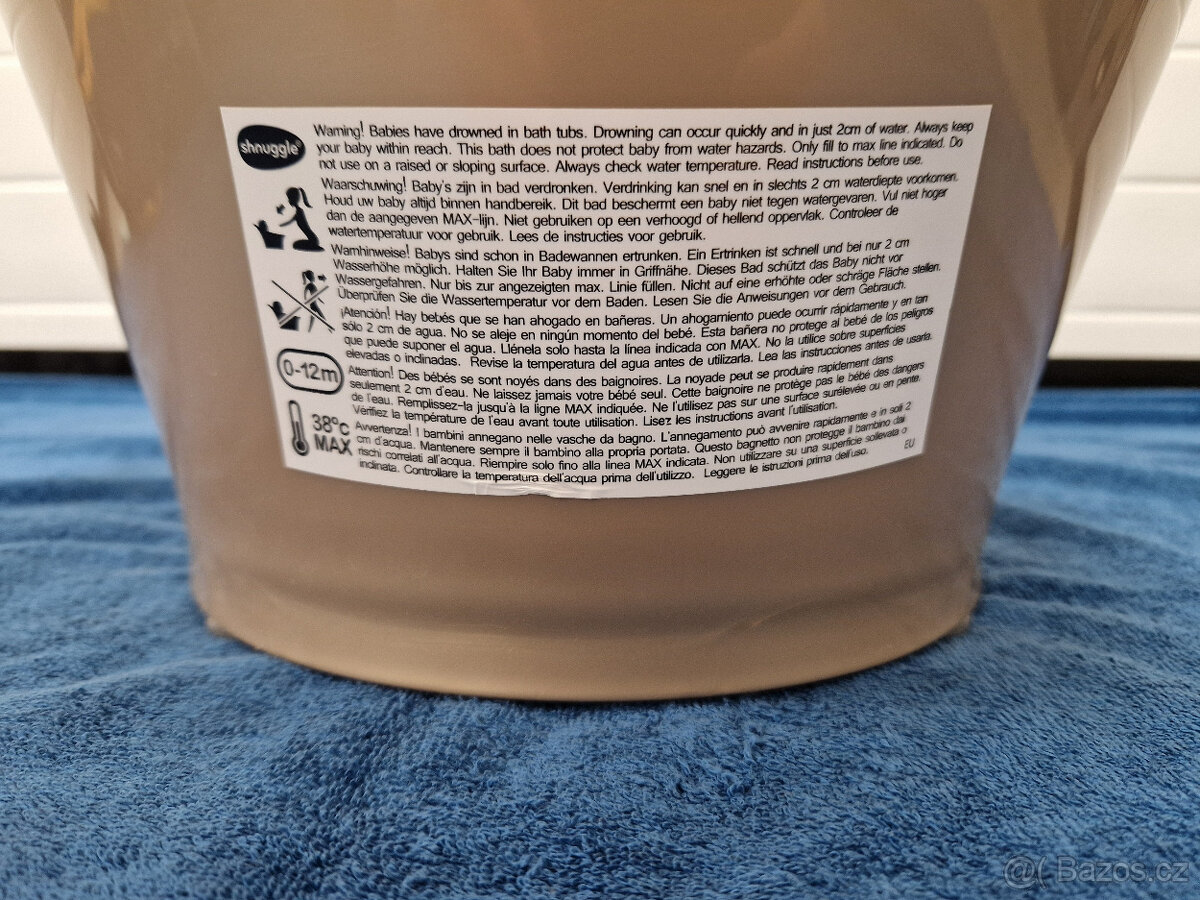 shnuggle®
Warning! Babies have drowned in bath tubs. Drowning can occur quickly and in just 2cm of water. Always keep
your baby within reach. This bath does not protect baby from water hazards. Only fill to max line indicated. Do
not use on a raised or sloping surface. Always check water temperature. Read instructions before use.
Waarschuwing! Baby's zijn in bad verdronken. Verdrinking kan snel en in slechts 2 cm waterdiepte voorkomen.
Houd uw baby altijd binnen handbereik. Dit bad beschermt een baby niet tegen watergevaren. Vul niet hoger
dan de aangegeven MAX-lijn. Niet gebruiken op een verhoogd of hellend oppervlak. Controleer de
watertemperatuur voor gebruik. Lees de instructies voor gebruik.
Warnhinweise! Babys sind schon in Badewannen ertrunken. Ein Ertrinken ist schnell und bei nur 2 cm
Wasserhöhe möglich. Halten Sie Ihr Baby immer in Griffnähe. Dieses Bad schützt das Baby nicht vor
Wassergefahren. Nur bis zur angezeigten max. Linie füllen. Nicht auf eine erhöhte oder schräge Fläche stellen.
Überprüfen Sie die Wassertemperatur vor dem Baden. Lesen Sie die Anweisungen vor dem Gebrauch.
¡Atención! Hay bebés que se han ahogado en bañeras. Un ahogamiento puede ocurrir rápidamente y en tan
sólo 2 cm de agua. No se aleje en ningún momento del bebé. Esta bañera no protege al bebé de los peligros
que puede suponer el agua. Llénela solo hasta la línea indicada con MAX. No la utilice sobre superficies
elevadas o inclinadas. Revise la temperatura del agua antes de utilizarla. Lea las instrucciones antes de usarla.
0-12m
Attention! Des bébés se sont noyés dans des baignoires. La noyade peut se produire rapidement dans
seulement 2 cm d'eau. Ne laissez jamais votre bébé seul. Cette baignoire ne protège pas le bébé des dangers
de l'eau. Remplissez-la jusqu'à la ligne MAX indiquée. Ne l'utilisez pas sur une surface surélevée ou en pente.
Vérifiez la température de l'eau avant toute utilisation. Lisez les instructions avant l'utilisation.
38°C
MAX
Avvertenza! I bambini annegano nelle vasche da bagno. L'annegamento può avvenire rapidamente e in soli 2
cm d'acqua. Mantenere sempre il bambino alla propria portata. Questo bagnetto non protegge il bambino dai
rischi correlati all'acqua. Riempire solo fino alla linea MAX indicata. Non utilizzare su una superficie sollevata o
inclinata. Controllare la temperatura dell'acqua prima dell'utilizzo. Leggere le istruzioni prima dell'uso.
EU
@( Bazos.cz